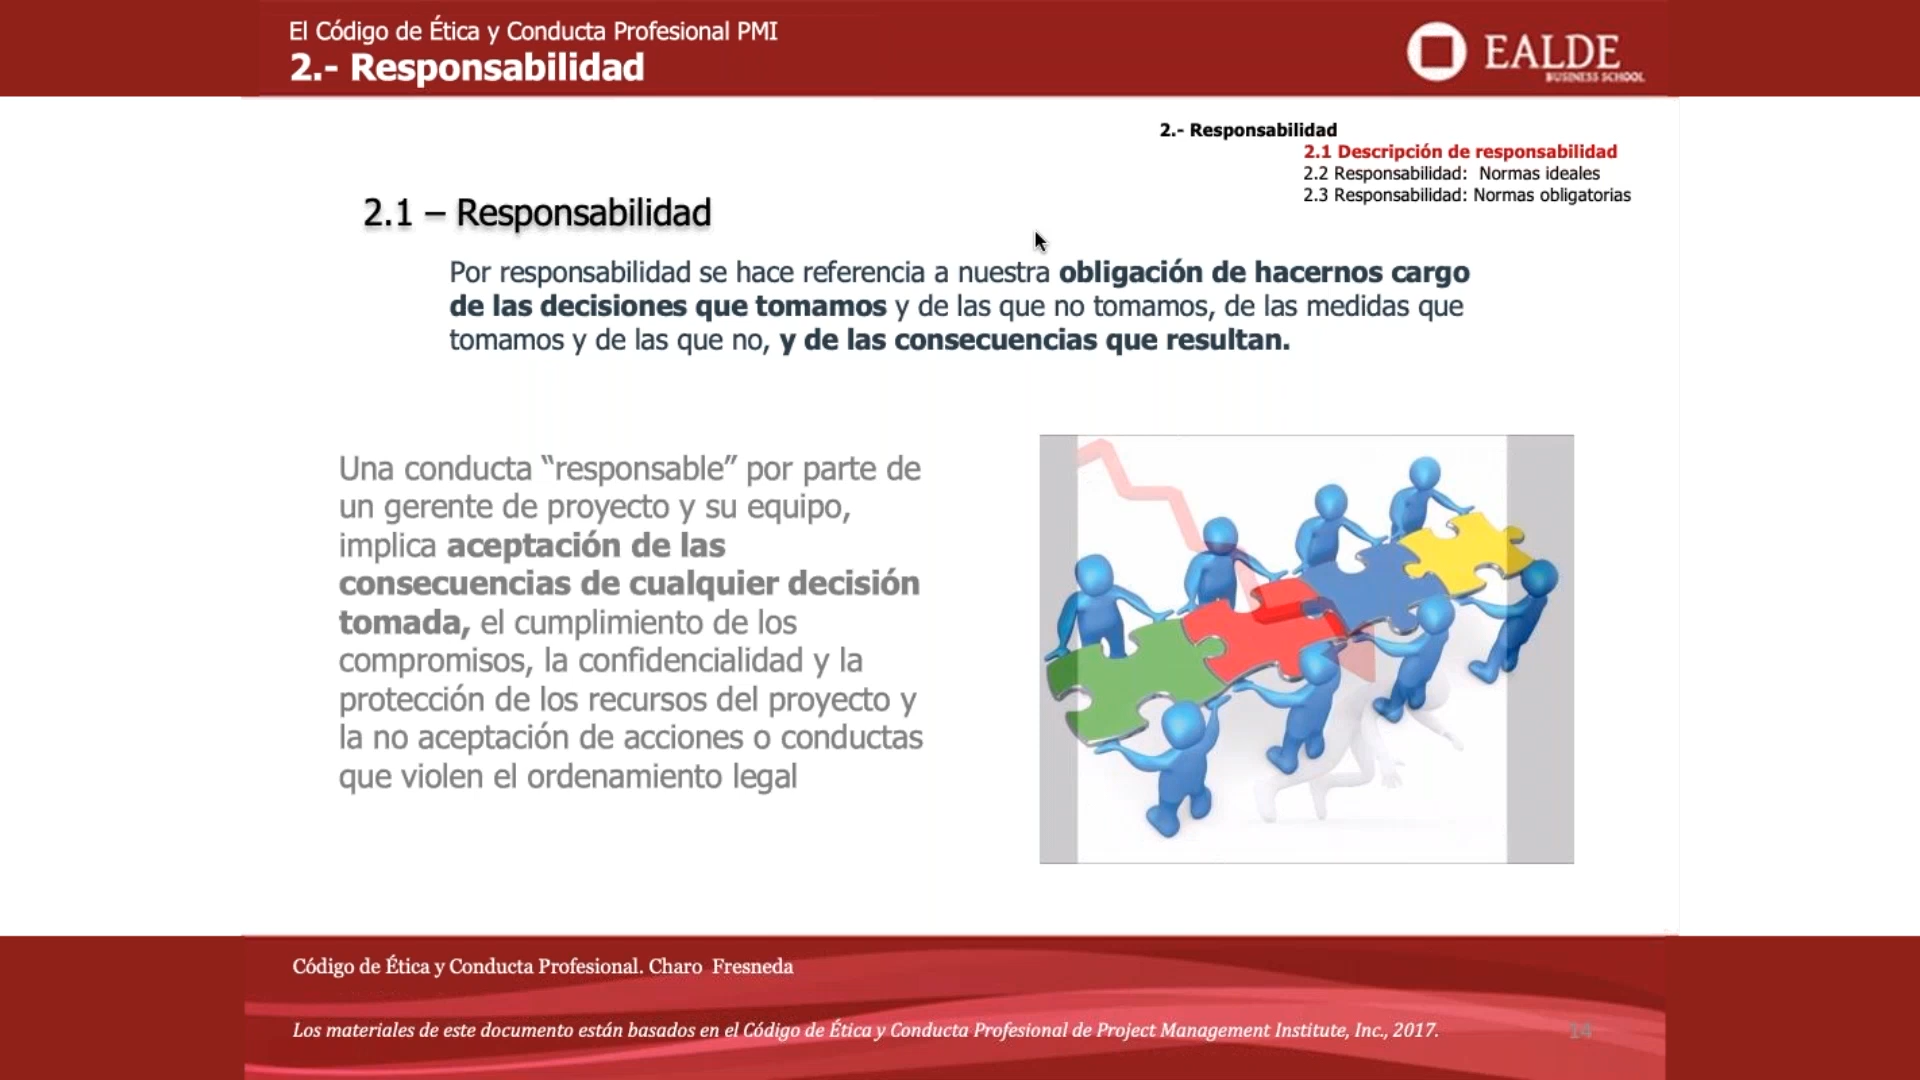 El Código de Ética y Conducta Profesional PMI
2.- Responsabilidad
EALDE
BUSINESS SCHOOL
2.- Responsabilidad
2.1 Descripción de responsabilidad
2.2 Responsabilidad:  Normas ideales
2.3 Responsabilidad: Normas obligatorias
2.1 – Responsabilidad
Por responsabilidad se hace referencia a nuestra obligación de hacernos cargo
de las decisiones que tomamos y de las que no tomamos, de las medidas que
tomamos y de las que no, y de las consecuencias que resultan.
Una conducta “responsable” por parte de
un gerente de proyecto y su equipo,
implica aceptación de las
consecuencias de cualquier decisión
tomada, el cumplimiento de los
compromisos, la confidencialidad y la
protección de los recursos del proyecto y
la no aceptación de acciones o conductas
que violen el ordenamiento legal
Código de Ética y Conducta Profesional. Charo  Fresneda
Los materiales de este documento están basados en el Código de Ética y Conducta Profesional de Project Management Institute, Inc., 2017.
14